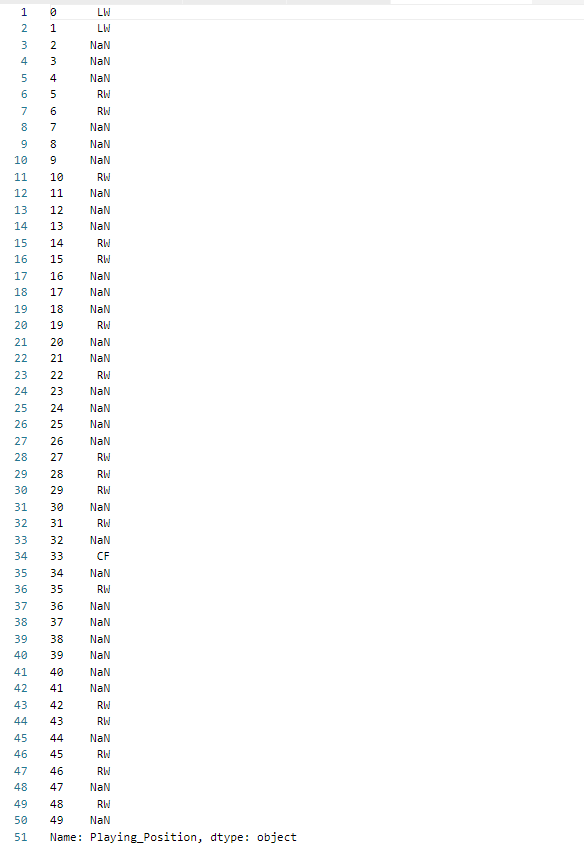 1 0 LW
2 1 LW
3 2 NaN
4 3 NaN
5 4 NaN
6 5 RW
7 6 RW
8 7 NaN
9 8 NaN
10 9 NaN
11 10 RW
12 11 NaN
13 12 NaN
14 13 NaN
15 14 RW
16 15 RW
17 16 NaN
18 17 NaN
19 18 NaN
20 19 RW
21 20 NaN
22 21 NaN
23 22 RW
24 23 NaN
25 24 NaN
26 25 NaN
27 26 NaN
28 27 RW
29 28 RW
30 29 RW
31 30 NaN
32 31 RW
33 32 NaN
34 33 CF
35 34 NaN
36 35 RW
37 36 NaN
38 37 NaN
39 38 NaN
40 39 NaN
41 40 NaN
42 41 NaN
43 42 RW
44 43 RW
45 44 NaN
46 45 RW
47 46 RW
48 47 NaN
49 48 RW
50 49 NaN
51 Name: Playing_Position, dtype: object